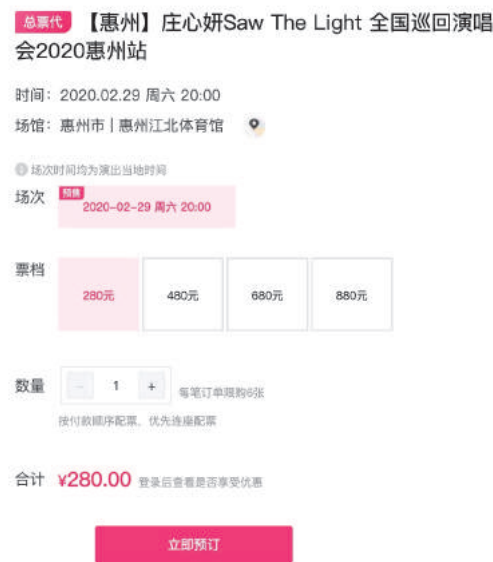 总票代 【惠州】庄心妍Saw The Light 全国巡回演唱
会2020惠州站
时间：2020.02.29 周六 20:00
场馆：惠州市 | 惠州江北体育馆
场次时间均为演出当地时间
场次 预售
2020-02-29 周六 20:00
票档 280元 480元 680元 880元
数量 - 1 + 每笔订单限购6张
按付款顺序配票，优先连座配票
合计 ¥280.00 登录后查看是否享受优惠
立即预订